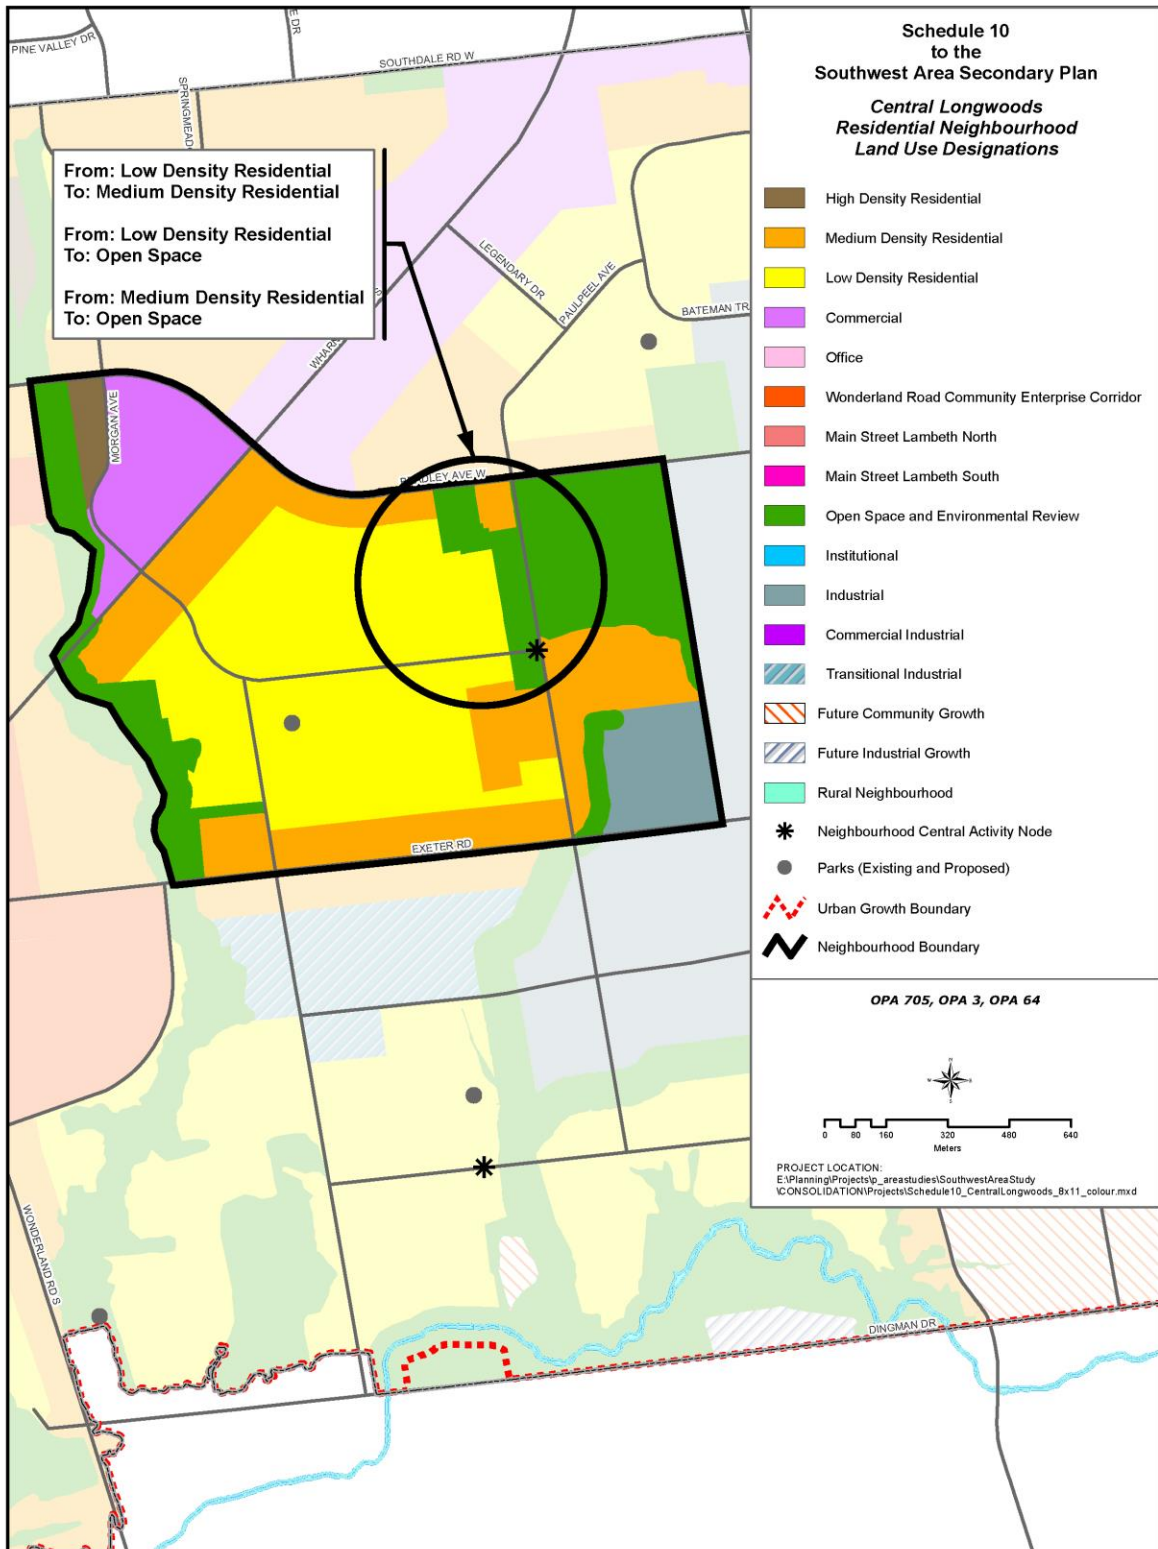 PINE VALLEY DR
E DR
SOUTHDALE RD W
SPRINGMEAD
From: Low Density Residential
To: Medium Density Residential
From: Low Density Residential
To: Open Space
From: Medium Density Residential
To: Open Space
LEGENDARY DR
PAULPEEL AVE
BATEMAN TR
WHARN
S
MORGAN AVE
BRADLEY AVE W
EXETER RD
WONDERLAND RD S
DINGMAN DR
Schedule 10
to the
Southwest Area Secondary Plan
Central Longwoods
Residential Neighbourhood
Land Use Designations
High Density Residential
Medium Density Residential
Low Density Residential
Commercial
Office
Wonderland Road Community Enterprise Corridor
Main Street Lambeth North
Main Street Lambeth South
Open Space and Environmental Review
Institutional
Industrial
Commercial Industrial
Transitional Industrial
Future Community Growth
Future Industrial Growth
Rural Neighbourhood
Neighbourhood Central Activity Node
Parks (Existing and Proposed)
Urban Growth Boundary
Neighbourhood Boundary
OPA 705, OPA 3, OPA 64
0 80 160 320 480 640
Meters
PROJECT LOCATION:
E:\Planning\Projects\p_areastudies\SouthwestAreaStudy
\CONSOLIDATION\Projects\Schedule10_CentralLongwoods_8x11_colour.mxd